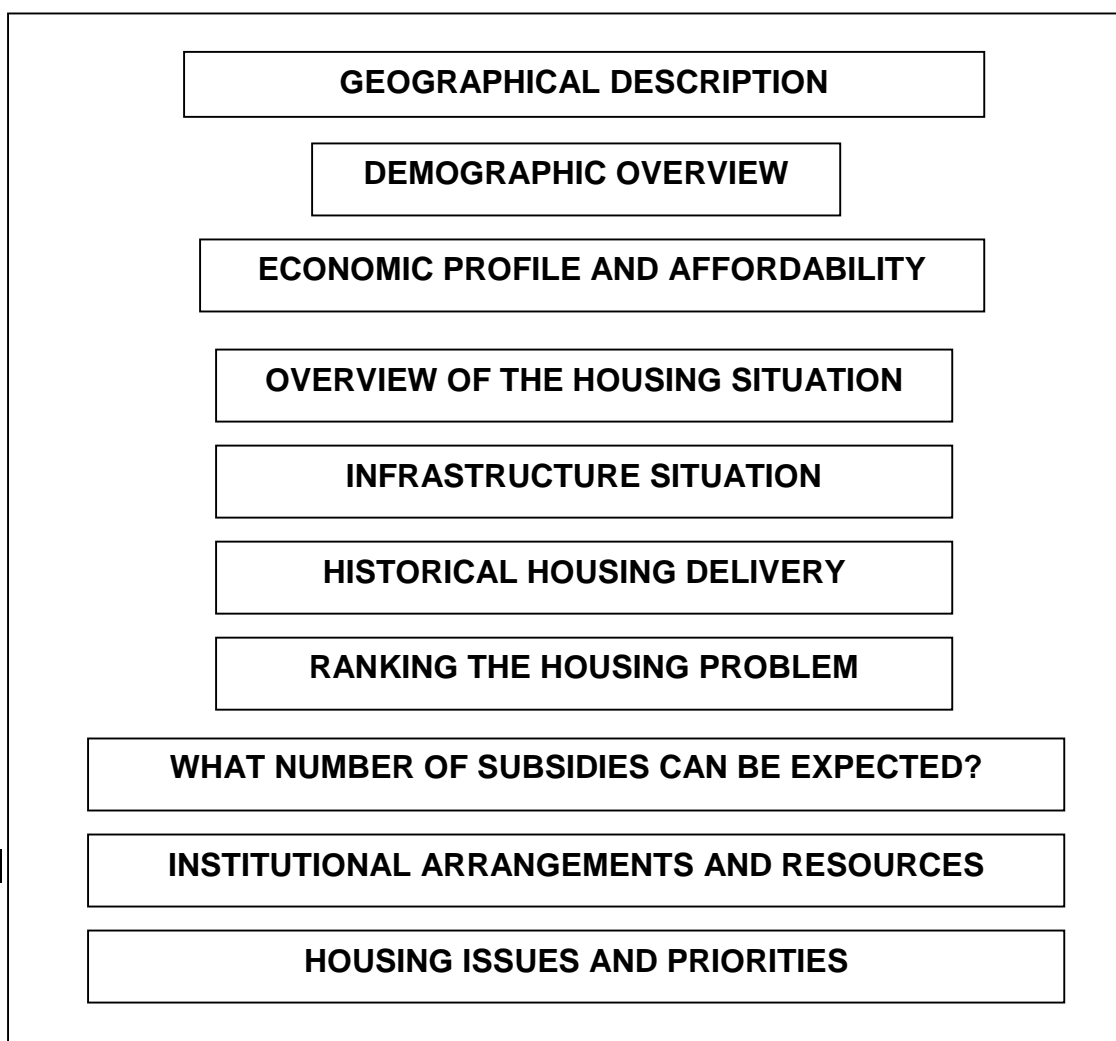 GEOGRAPHICAL DESCRIPTION
DEMOGRAPHIC OVERVIEW
ECONOMIC PROFILE AND AFFORDABILITY
OVERVIEW OF THE HOUSING SITUATION
INFRASTRUCTURE SITUATION
HISTORICAL HOUSING DELIVERY
RANKING THE HOUSING PROBLEM
WHAT NUMBER OF SUBSIDIES CAN BE EXPECTED?
INSTITUTIONAL ARRANGEMENTS AND RESOURCES
HOUSING ISSUES AND PRIORITIES